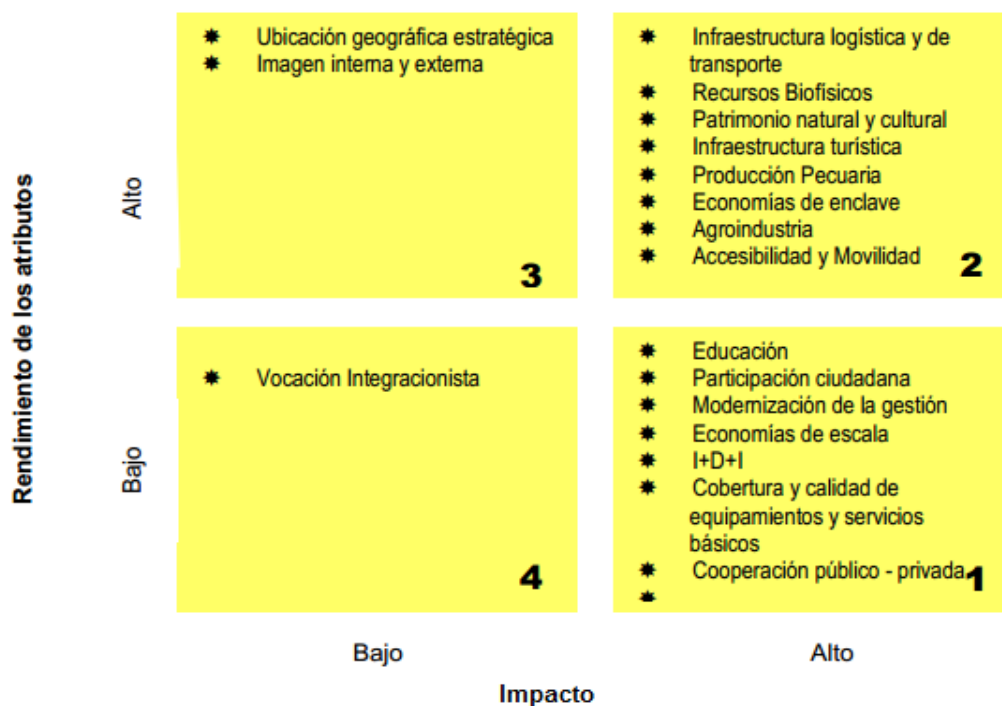 Rendimiento de los atributos
Alto
✷ Ubicación geográfica estratégica
✷ Imagen interna y externa
3
✷ Infraestructura logística y de
transporte
✷ Recursos Biofísicos
✷ Patrimonio natural y cultural
✷ Infraestructura turística
✷ Producción Pecuaria
✷ Economías de enclave
✷ Agroindustria
✷ Accesibilidad y Movilidad
2
Bajo
✷ Vocación Integracionista
4
✷ Educación
✷ Participación ciudadana
✷ Modernización de la gestión
✷ Economías de escala
✷ I+D+I
✷ Cobertura y calidad de
equipamientos y servicios
básicos
✷ Cooperación público - privada
✷
1
Bajo
Alto
Impacto